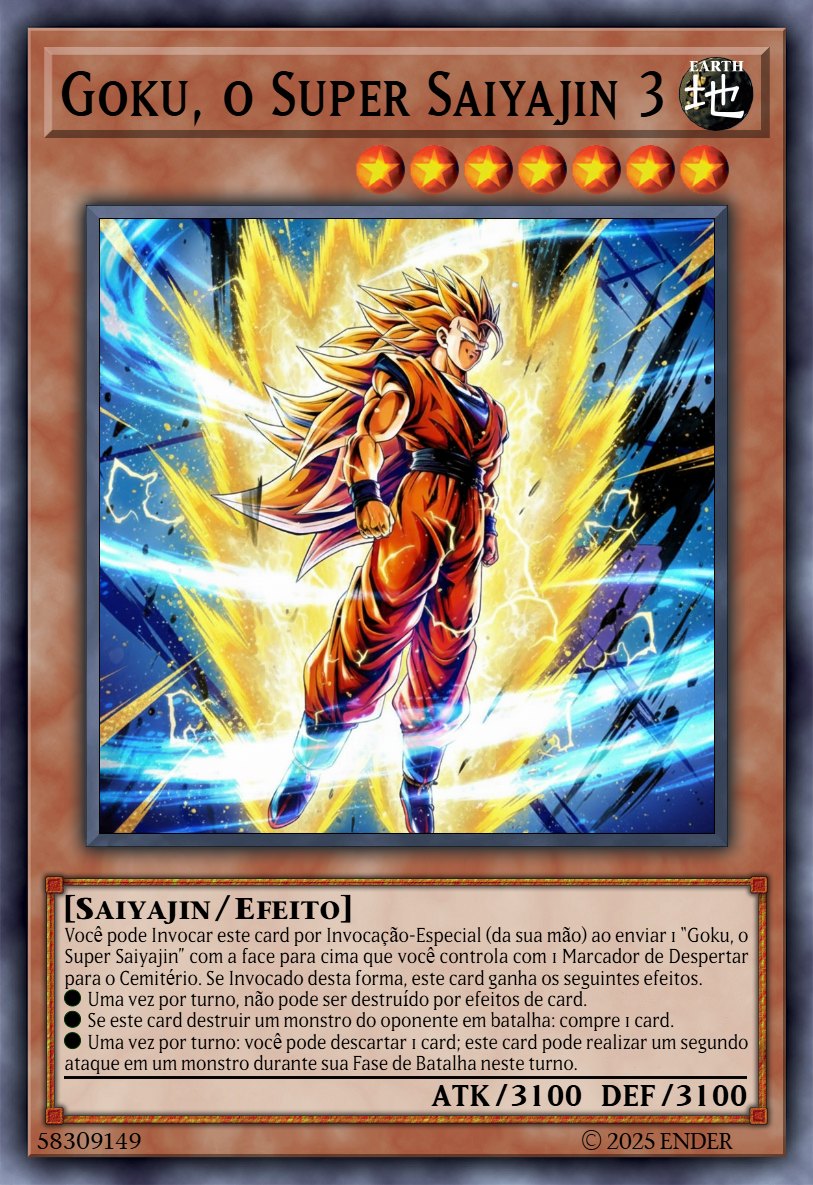 Goku, o Super Saiyajin 3
EARTH
地
[Saiyajin/Efeito]
Você pode Invocar este card por Invocação-Especial (da sua mão) ao enviar 1 "Goku, o
Super Saiyajin" com a face para cima que você controla com 1 Marcador de Despertar
para o Cemitério. Se Invocado desta forma, este card ganha os seguintes efeitos.
● Uma vez por turno, não pode ser destruído por efeitos de card.
● Se este card destruir um monstro do oponente em batalha: compre 1 card.
● Uma vez por turno: você pode descartar 1 card; este card pode realizar um segundo
ataque em um monstro durante sua Fase de Batalha neste turno.
ATK/3100 DEF/3100
58309149
© 2025 ENDER